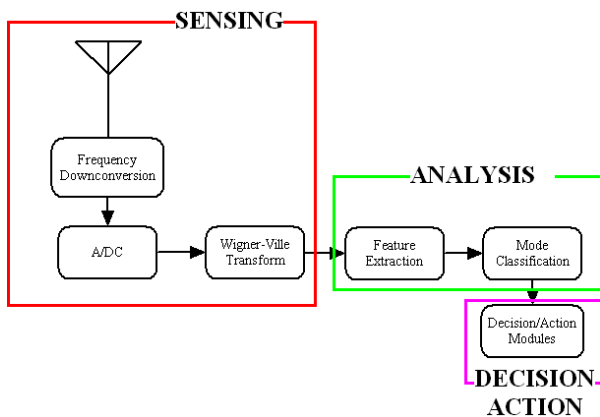 SENSING
Frequency
Downconversion
A/DC
Wigner-Ville
Transform
ANALYSIS
Feature
Extraction
Mode
Classification
Decision/Action
Modules
DECISION
ACTION